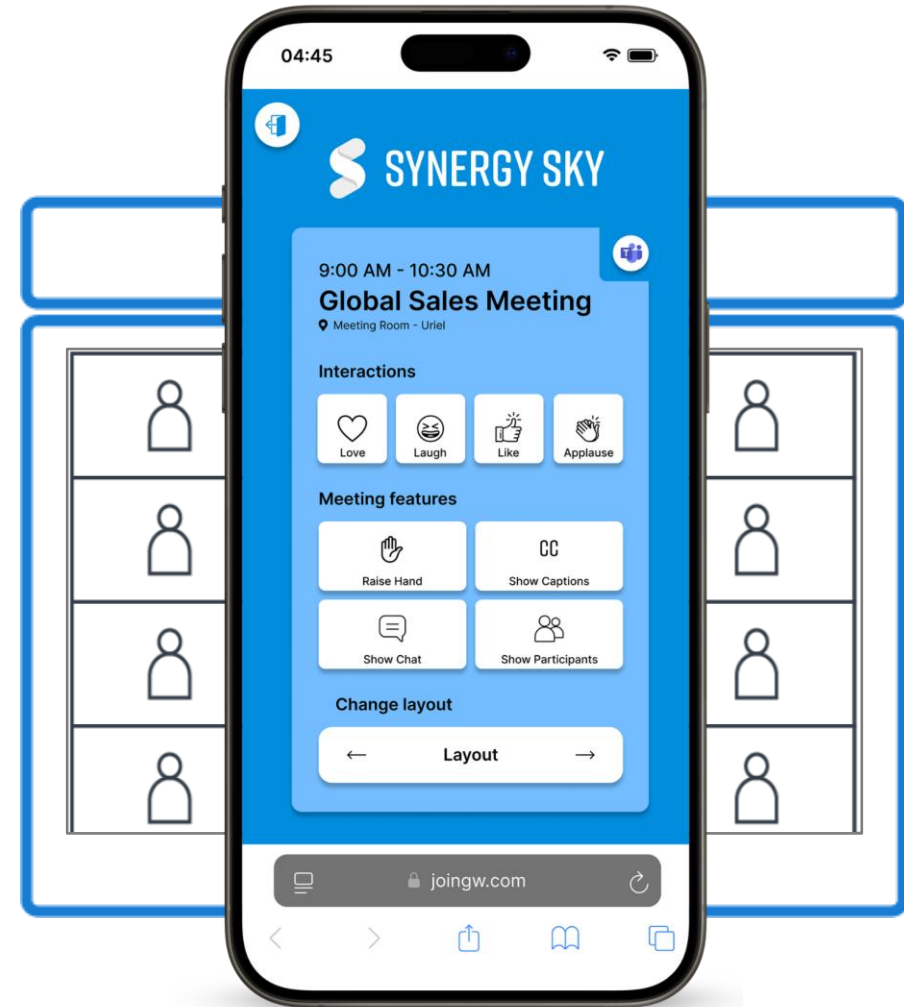 04:45
SYNERGY SKY
9:00 AM - 10:30 AM
Global Sales Meeting
Meeting Room - Uriel
Interactions
Love Laugh Like Applause
Meeting features
CC
Raise Hand Show Captions
Show Chat Show Participants
Change layout
← Layout →
joingw.com